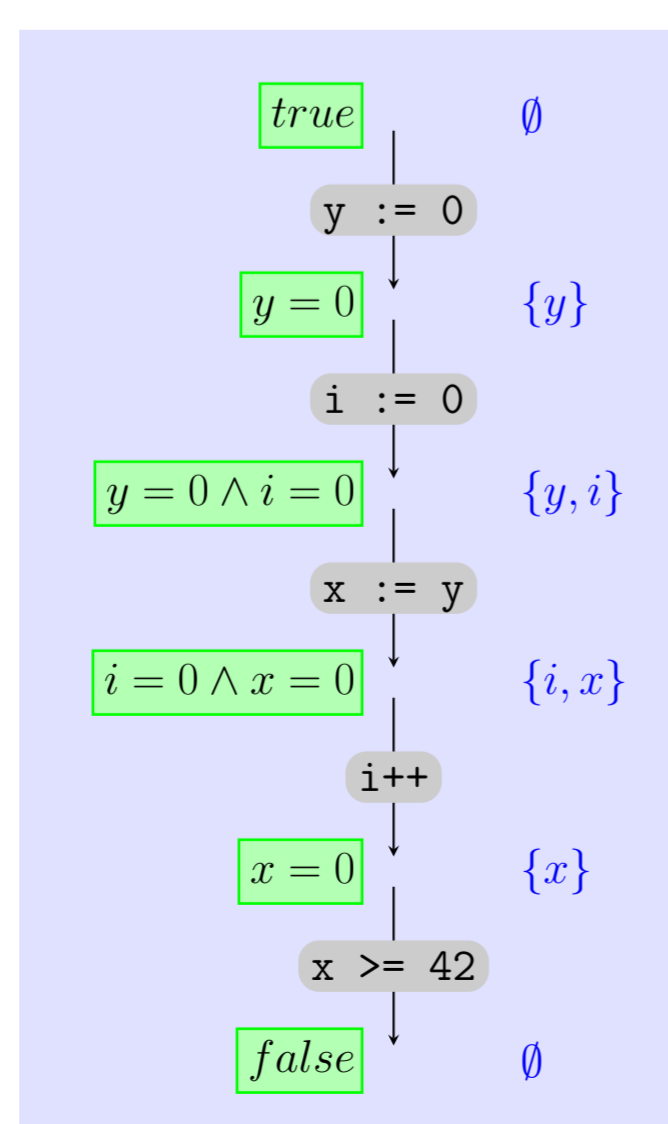 true ∅
y := 0
y = 0 {y}
i := 0
y = 0 ∧ i = 0 {y, i}
x := y
i = 0 ∧ x = 0 {i, x}
i++
x = 0 {x}
x >= 42
false ∅